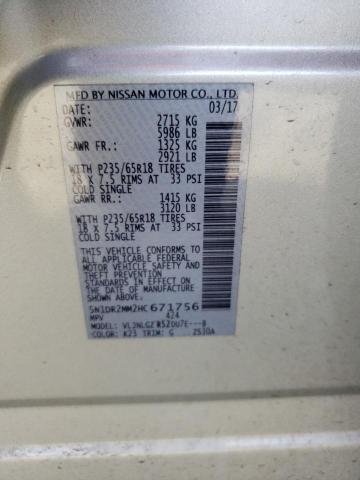 MFD BY NISSAN MOTOR CO., LTD.
DATE: 03/17
GVWR: 2715 KG
5986 LB
GAWR FR.: 1325 KG
2921 LB
WITH P235/65R18 TIRES
18 X 7.5 RIMS AT 33 PSI
COLD SINGLE
GAWR RR.: 1415 KG
3120 LB
WITH P235/65R18 TIRES
18 X 7.5 RIMS AT 33 PSI
COLD SINGLE
THIS VEHICLE CONFORMS TO ALL
APPLICABLE FEDERAL
MOTOR VEHICLE SAFETY
AND THEFT PREVENTION
STANDARDS IN EFFECT
ON THE DATE OF
MANUFACTURE SHOWN ABOVE.
5N1DR2MM2HC671756
MPV 424
MODEL:
COLOR: K23 TRIM: G 2530A